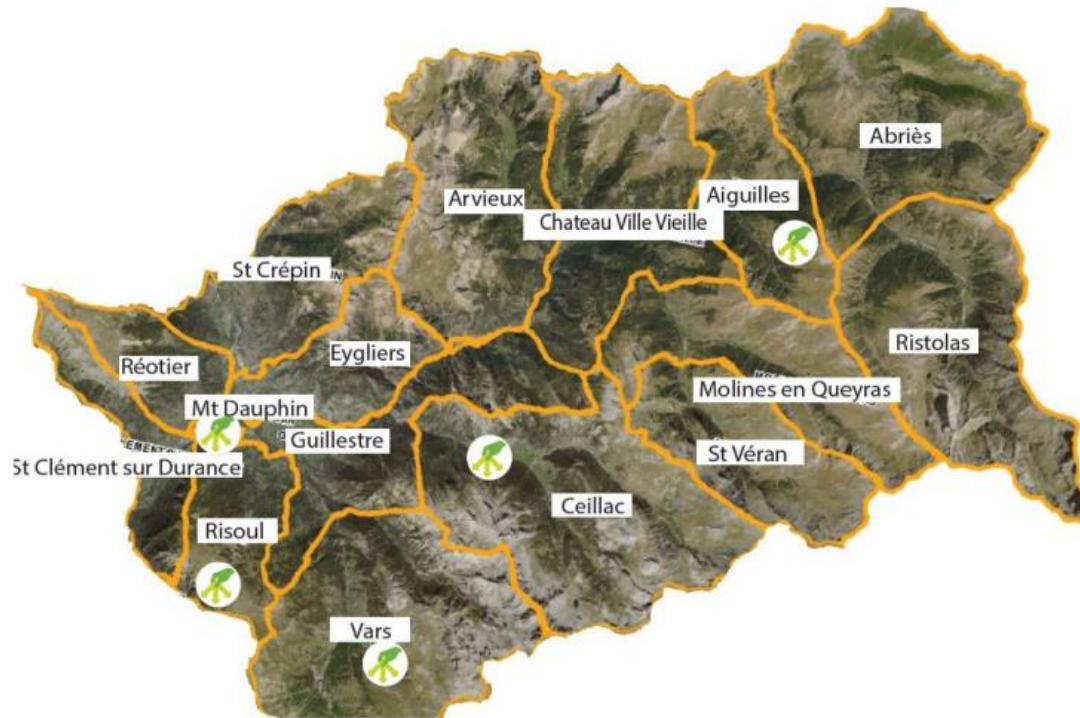 Abriès
Aiguilles
Arvieux
Chateau Ville Vieille
St Crépin
Ristolas
Eygliers
Réotier
Molines en Queyras
Mt Dauphin
Guillestre
St Véran
St Clément sur Durance
Ceillac
Risoul
Vars